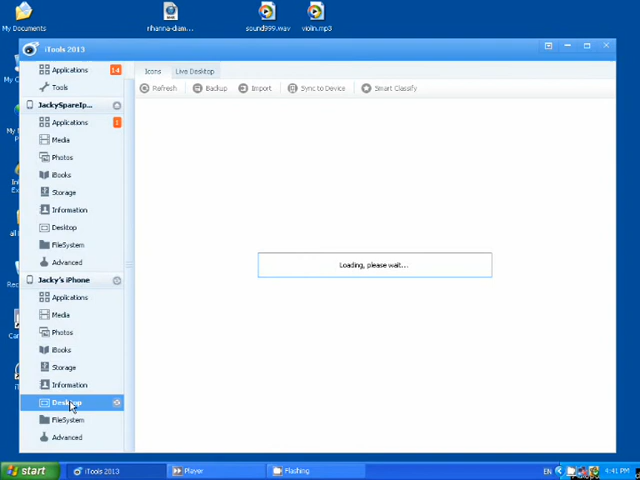 My Documents
rihanna-diam...
sound999.wav
violin.mp3
iTools 2013
Applications 14
Tools
JackySpareIp...
Applications 1
Media
Photos
iBooks
Storage
Information
Desktop
FileSystem
Advanced
Jacky's iPhone
Applications
Media
Photos
iBooks
Storage
Information
Desktop
FileSystem
Advanced
Icons Live Desktop
Refresh Backup Import Sync to Device Smart Classify
Loading, please wait...
start iTools 2013 Player Flashing EN 4:41 PM